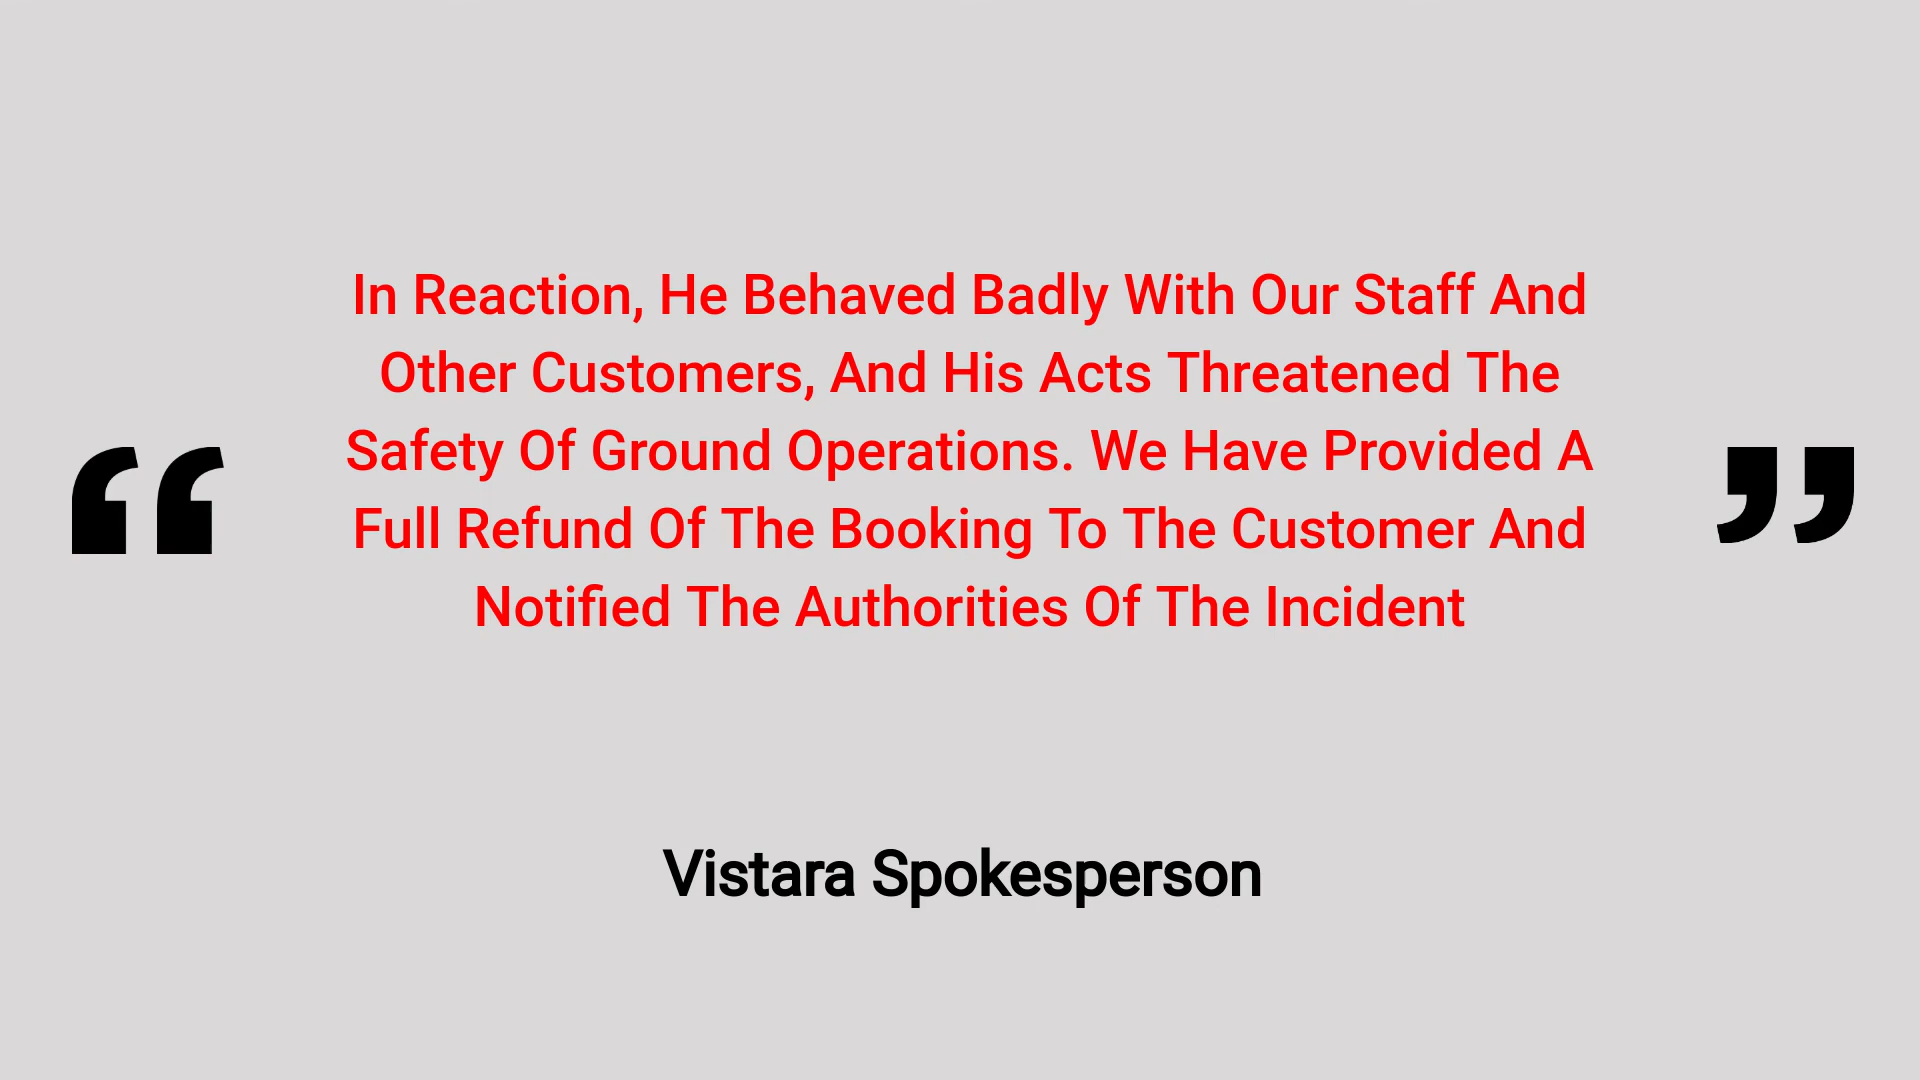 In Reaction, He Behaved Badly With Our Staff And
Other Customers, And His Acts Threatened The
“ Safety Of Ground Operations. We Have Provided A ”
Full Refund Of The Booking To The Customer And
Notified The Authorities Of The Incident
Vistara Spokesperson